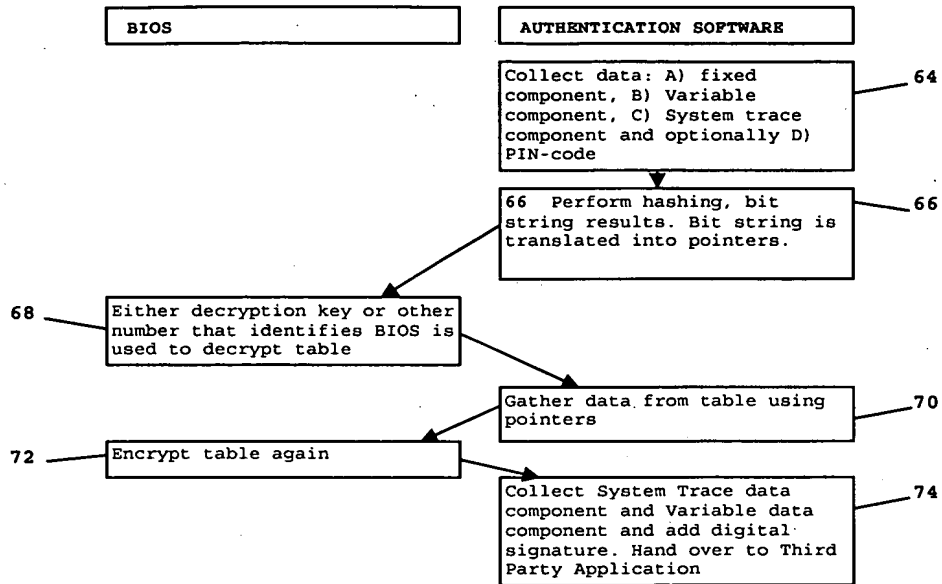 BIOS
AUTHENTICATION SOFTWARE
Collect data: A) fixed
component, B) Variable
component, C) System trace
component and optionally D)
PIN-code
64
66 Perform hashing, bit
string results. Bit string is
translated into pointers.
66
68
Either decryption key or other
number that identifies BIOS is
used to decrypt table
Gather data from table using
pointers
70
72
Encrypt table again
Collect System Trace data
component and Variable data
component and add digital
signature. Hand over to Third
Party Application
74